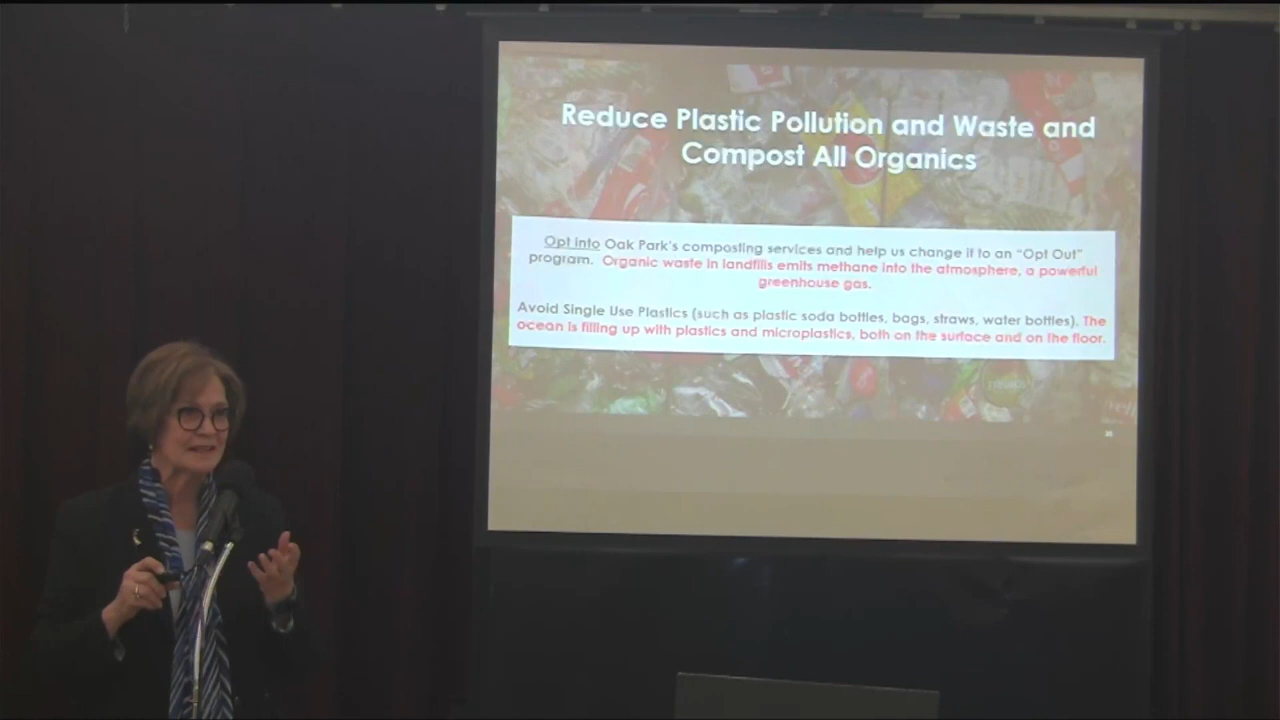 Reduce Plastic Pollution and Waste and
Compost All Organics
Opt into Oak Park's composting services and help us change it to an "Opt Out"
program. Organic waste in landfills emits methane into the atmosphere, a powerful
greenhouse gas.
Avoid Single Use Plastics (such as plastic soda bottles, bags, straws, water bottles). The
ocean is filling up with plastics and microplastics, both on the surface and on the floor.